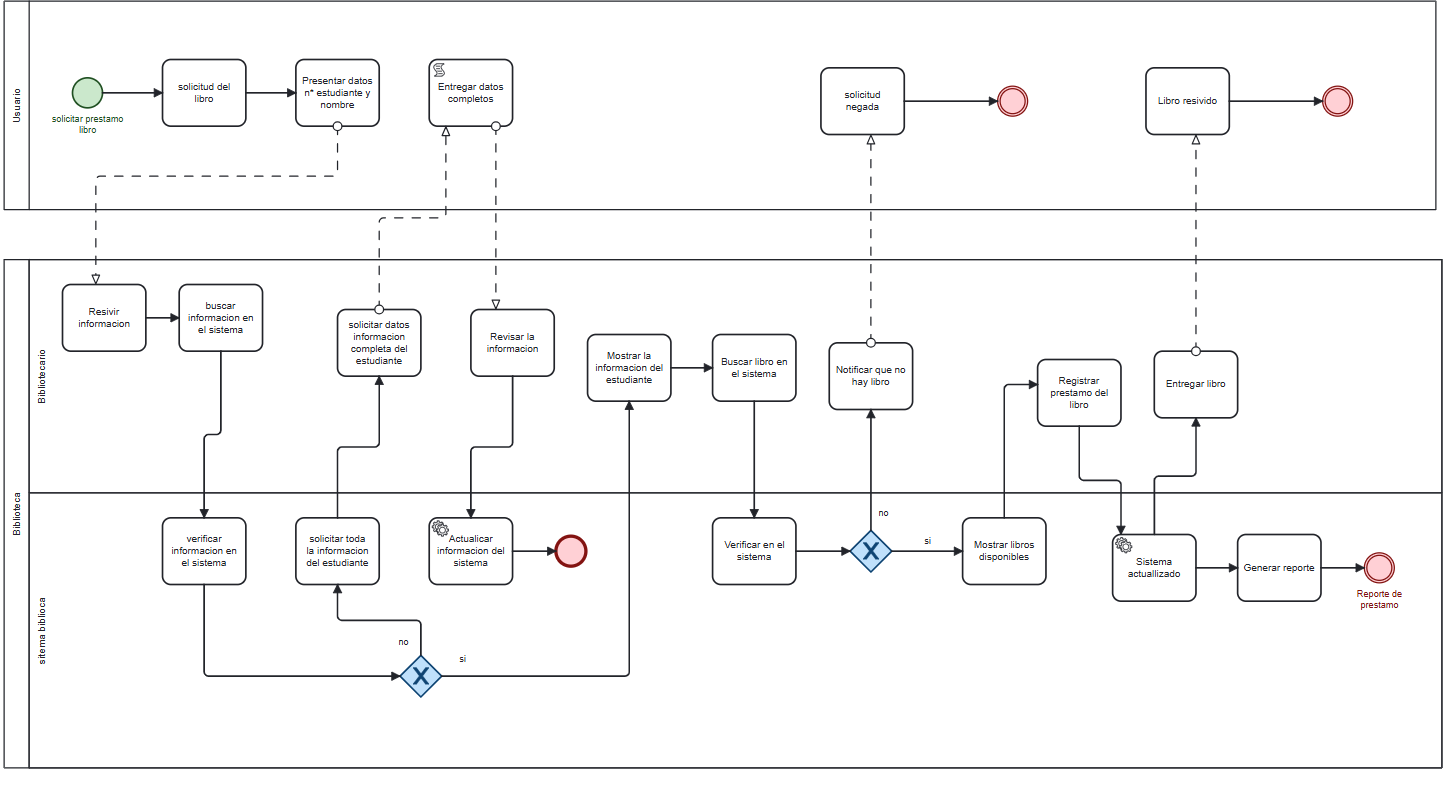 Usuario
solicitar prestamo
libro
solicitud del
libro
Presentar datos
n° estudiante y
nombre
Entregar datos
completos
solicitud
negada
Libro resivido
Biblioteca
Bibliotecario
Resivir
informacion
buscar
informacion en
el sistema
solicitar datos
informacion
completa del
estudiante
Revisar la
informacion
Mostrar la
informacion del
estudiante
Buscar libro en
el sistema
Notificar que no
hay libro
Registrar
prestamo del
libro
Entregar libro
sitema biblioca
verificar
informacion en
el sistema
solicitar toda
la informacion
del estudiante
Actualicar
informacion del
sistema
no
si
Verificar en el
sistema
no
si
Mostrar libros
disponibles
Sistema
actuallizado
Generar reporte
Reporte de
prestamo